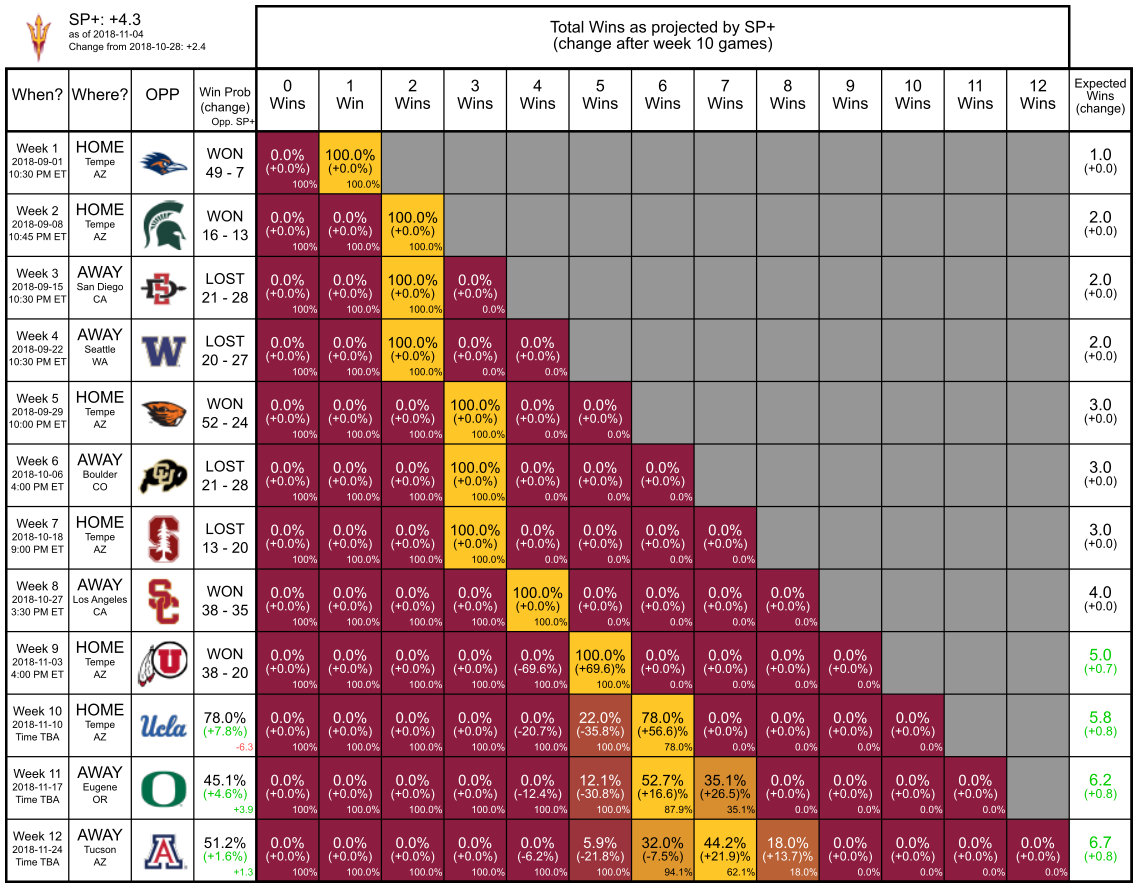 SP+: +4.3
as of 2018-11-04
Change from 2018-10-28: +2.4
Total Wins as projected by SP+
(change after week 10 games)
When? Where? OPP Win Prob (change) Opp. SP+ 0 Wins 1 Win 2 Wins 3 Wins 4 Wins 5 Wins 6 Wins 7 Wins 8 Wins 9 Wins 10 Wins 11 Wins 12 Wins Expected Wins (change)
Week 1 HOME WON 0.0% 100.0% 1.0
2018-09-01 Tempe (+0.0%) (+0.0%) (+0.0)
10:30 PM ET AZ 49 - 7 100% 100.0%
Week 2 HOME WON 0.0% 0.0% 100.0% 2.0
2018-09-08 Tempe (+0.0%) (+0.0%) (+0.0%) (+0.0)
10:45 PM ET AZ 16 - 13 100% 100.0% 100.0%
Week 3 AWAY LOST 0.0% 0.0% 100.0% 0.0% 2.0
2018-09-15 San Diego (+0.0%) (+0.0%) (+0.0%) (+0.0%) (+0.0)
10:30 PM ET CA 21 - 28 100% 100.0% 100.0% 0.0%
Week 4 AWAY W LOST 0.0% 0.0% 100.0% 0.0% 0.0% 2.0
2018-09-22 Seattle (+0.0%) (+0.0%) (+0.0%) (+0.0%) (+0.0%) (+0.0)
10:30 PM ET WA 20 - 27 100% 100.0% 100.0% 0.0% 0.0%
Week 5 HOME WON 0.0% 0.0% 0.0% 100.0% 0.0% 0.0% 3.0
2018-09-29 Tempe (+0.0%) (+0.0%) (+0.0%) (+0.0%) (+0.0%) (+0.0%) (+0.0)
10:00 PM ET AZ 52 - 24 100% 100.0% 100.0% 100.0% 0.0% 0.0%
Week 6 AWAY CU LOST 0.0% 0.0% 0.0% 100.0% 0.0% 0.0% 0.0% 3.0
2018-10-06 Boulder (+0.0%) (+0.0%) (+0.0%) (+0.0%) (+0.0%) (+0.0%) (+0.0%) (+0.0)
4:00 PM ET CO 21 - 28 100% 100.0% 100.0% 100.0% 0.0% 0.0% 0.0%
Week 7 HOME S LOST 0.0% 0.0% 0.0% 100.0% 0.0% 0.0% 0.0% 0.0% 3.0
2018-10-18 Tempe (+0.0%) (+0.0%) (+0.0%) (+0.0%) (+0.0%) (+0.0%) (+0.0%) (+0.0%) (+0.0)
9:00 PM ET AZ 13 - 20 100% 100.0% 100.0% 100.0% 0.0% 0.0% 0.0% 0.0%
Week 8 AWAY SC WON 0.0% 0.0% 0.0% 0.0% 100.0% 0.0% 0.0% 0.0% 0.0% 4.0
2018-10-27 Los Angeles (+0.0%) (+0.0%) (+0.0%) (+0.0%) (+0.0%) (+0.0%) (+0.0%) (+0.0%) (+0.0%) (+0.0)
3:30 PM ET CA 38 - 35 100% 100.0% 100.0% 100.0% 100.0% 0.0% 0.0% 0.0% 0.0%
Week 9 HOME U WON 0.0% 0.0% 0.0% 0.0% 0.0% 100.0% 0.0% 0.0% 0.0% 0.0% 5.0
2018-11-03 Tempe (+0.0%) (+0.0%) (+0.0%) (+0.0%) (-69.6%) (+69.6)% (+0.0%) (+0.0%) (+0.0%) (+0.0%) (+0.7)
4:00 PM ET AZ 38 - 20 100% 100.0% 100.0% 100.0% 100.0% 100.0% 0.0% 0.0% 0.0% 0.0%
Week 10 HOME Ucla 78.0% 0.0% 0.0% 0.0% 0.0% 0.0% 22.0% 78.0% 0.0% 0.0% 0.0% 0.0% 5.8
2018-11-10 Tempe (+7.8%) (+0.0%) (+0.0%) (+0.0%) (+0.0%) (-20.7%) (-35.8%) (+56.6)% (+0.0%) (+0.0%) (+0.0%) (+0.0%) (+0.8)
Time TBA AZ -6.3 100% 100.0% 100.0% 100.0% 100.0% 100.0% 78.0% 0.0% 0.0% 0.0% 0.0%
Week 11 AWAY O 45.1% 0.0% 0.0% 0.0% 0.0% 0.0% 12.1% 52.7% 35.1% 0.0% 0.0% 0.0% 0.0% 6.2
2018-11-17 Eugene (+4.6%) (+0.0%) (+0.0%) (+0.0%) (+0.0%) (-12.4%) (-30.8%) (+16.6)% (+26.5)% (+0.0%) (+0.0%) (+0.0%) (+0.0%) (+0.8)
Time TBA OR +3.9 100% 100.0% 100.0% 100.0% 100.0% 100.0% 87.9% 35.1% 0.0% 0.0% 0.0% 0.0%
Week 12 AWAY A 51.2% 0.0% 0.0% 0.0% 0.0% 0.0% 5.9% 32.0% 44.2% 18.0% 0.0% 0.0% 0.0% 0.0% 6.7
2018-11-24 Tucson (+1.6%) (+0.0%) (+0.0%) (+0.0%) (+0.0%) (-6.2%) (-21.8%) (-7.5%) (+21.9)% (+13.7)% (+0.0%) (+0.0%) (+0.0%) (+0.0%) (+0.8)
Time TBA AZ +1.3 100% 100.0% 100.0% 100.0% 100.0% 100.0% 94.1% 62.1% 18.0% 0.0% 0.0% 0.0% 0.0%